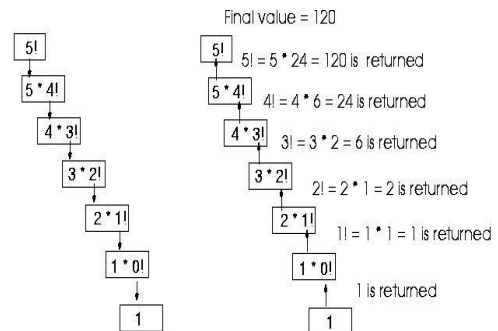 Final value = 120
5!
5 * 4!
4 * 3!
3 * 2!
2 * 1!
1 * 0!
1
5!
5! = 5 * 24 = 120 is returned
5 * 4!
4! = 4 * 6 = 24 is returned
4 * 3!
3! = 3 * 2 = 6 is returned
3 * 2!
2! = 2 * 1 = 2 is returned
2 * 1!
1! = 1 * 1 = 1 is returned
1 * 0!
1 is returned
1